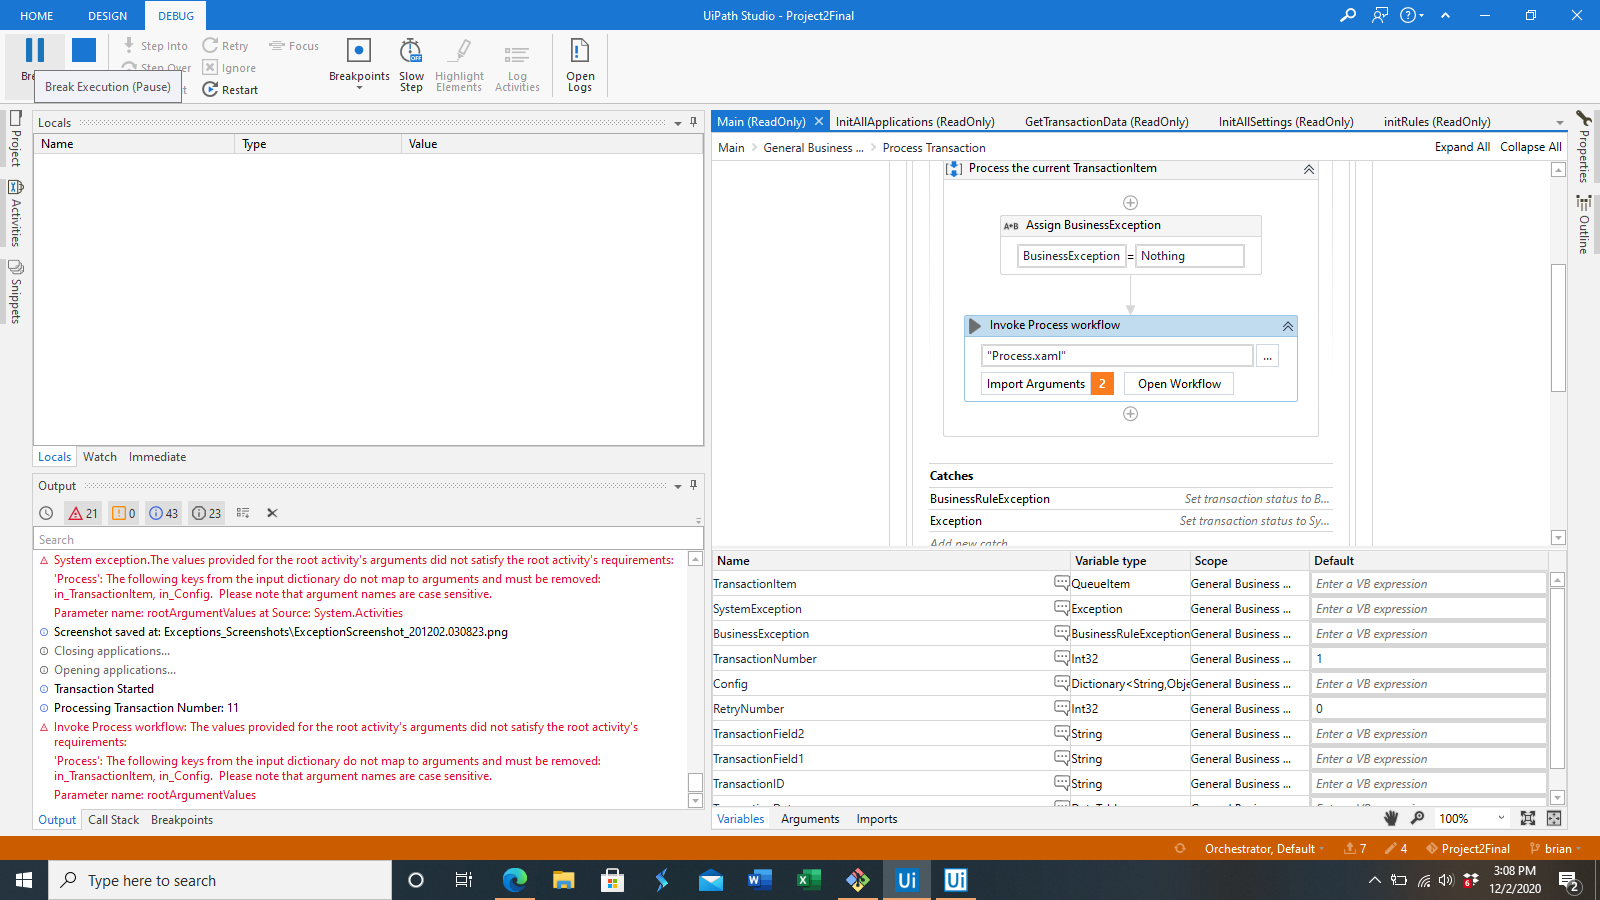 HOME
DESIGN
DEBUG
UiPath Studio - Project2Final
Step Into
Retry
Focus
Step Over
Ignore
Restart
Break Execution (Pause)
Breakpoints
Slow
Step
Highlight
Elements
Log
Activities
Open
Logs
Project
Activities
Snippets
Locals
Name
Type
Value
Locals
Watch
Immediate
Output
21
0
43
23
Search
System exception.The values provided for the root activity's arguments did not satisfy the root activity's requirements:
'Process': The following keys from the input dictionary do not map to arguments and must be removed:
in_TransactionItem, in_Config.  Please note that argument names are case sensitive.
Parameter name: rootArgumentValues at Source: System.Activities
Screenshot saved at: Exceptions_Screenshots\ExceptionScreenshot_201202.030823.png
Closing applications...
Opening applications...
Transaction Started
Processing Transaction Number: 11
Invoke Process workflow: The values provided for the root activity's arguments did not satisfy the root activity's
requirements:
'Process': The following keys from the input dictionary do not map to arguments and must be removed:
in_TransactionItem, in_Config.  Please note that argument names are case sensitive.
Parameter name: rootArgumentValues
Output
Call Stack
Breakpoints
Main (ReadOnly)
InitAllApplications (ReadOnly)
GetTransactionData (ReadOnly)
InitAllSettings (ReadOnly)
initRules (ReadOnly)
Main
General Business ...
Process Transaction
Expand All
Collapse All
Properties
Outline
Process the current TransactionItem
A+B
Assign BusinessException
BusinessException
=
Nothing
Invoke Process workflow
"Process.xaml"
...
Import Arguments
2
Open Workflow
Catches
BusinessRuleException
Set transaction status to B...
Exception
Set transaction status to Sy...
Add new catch
Name
Variable type
Scope
Default
TransactionItem
QueueItem
General Business ...
Enter a VB expression
SystemException
Exception
General Business ...
Enter a VB expression
BusinessException
BusinessRuleException
General Business ...
Enter a VB expression
TransactionNumber
Int32
General Business ...
1
Config
Dictionary<String,Obje
General Business ...
Enter a VB expression
RetryNumber
Int32
General Business ...
0
TransactionField2
String
General Business ...
Enter a VB expression
TransactionField1
String
General Business ...
Enter a VB expression
TransactionID
String
General Business ...
Enter a VB expression
Variables
Arguments
Imports
100%
Orchestrator, Default
7
4
Project2Final
brian
Type here to search
Ui
Ui
6
3:08 PM
12/2/2020
2